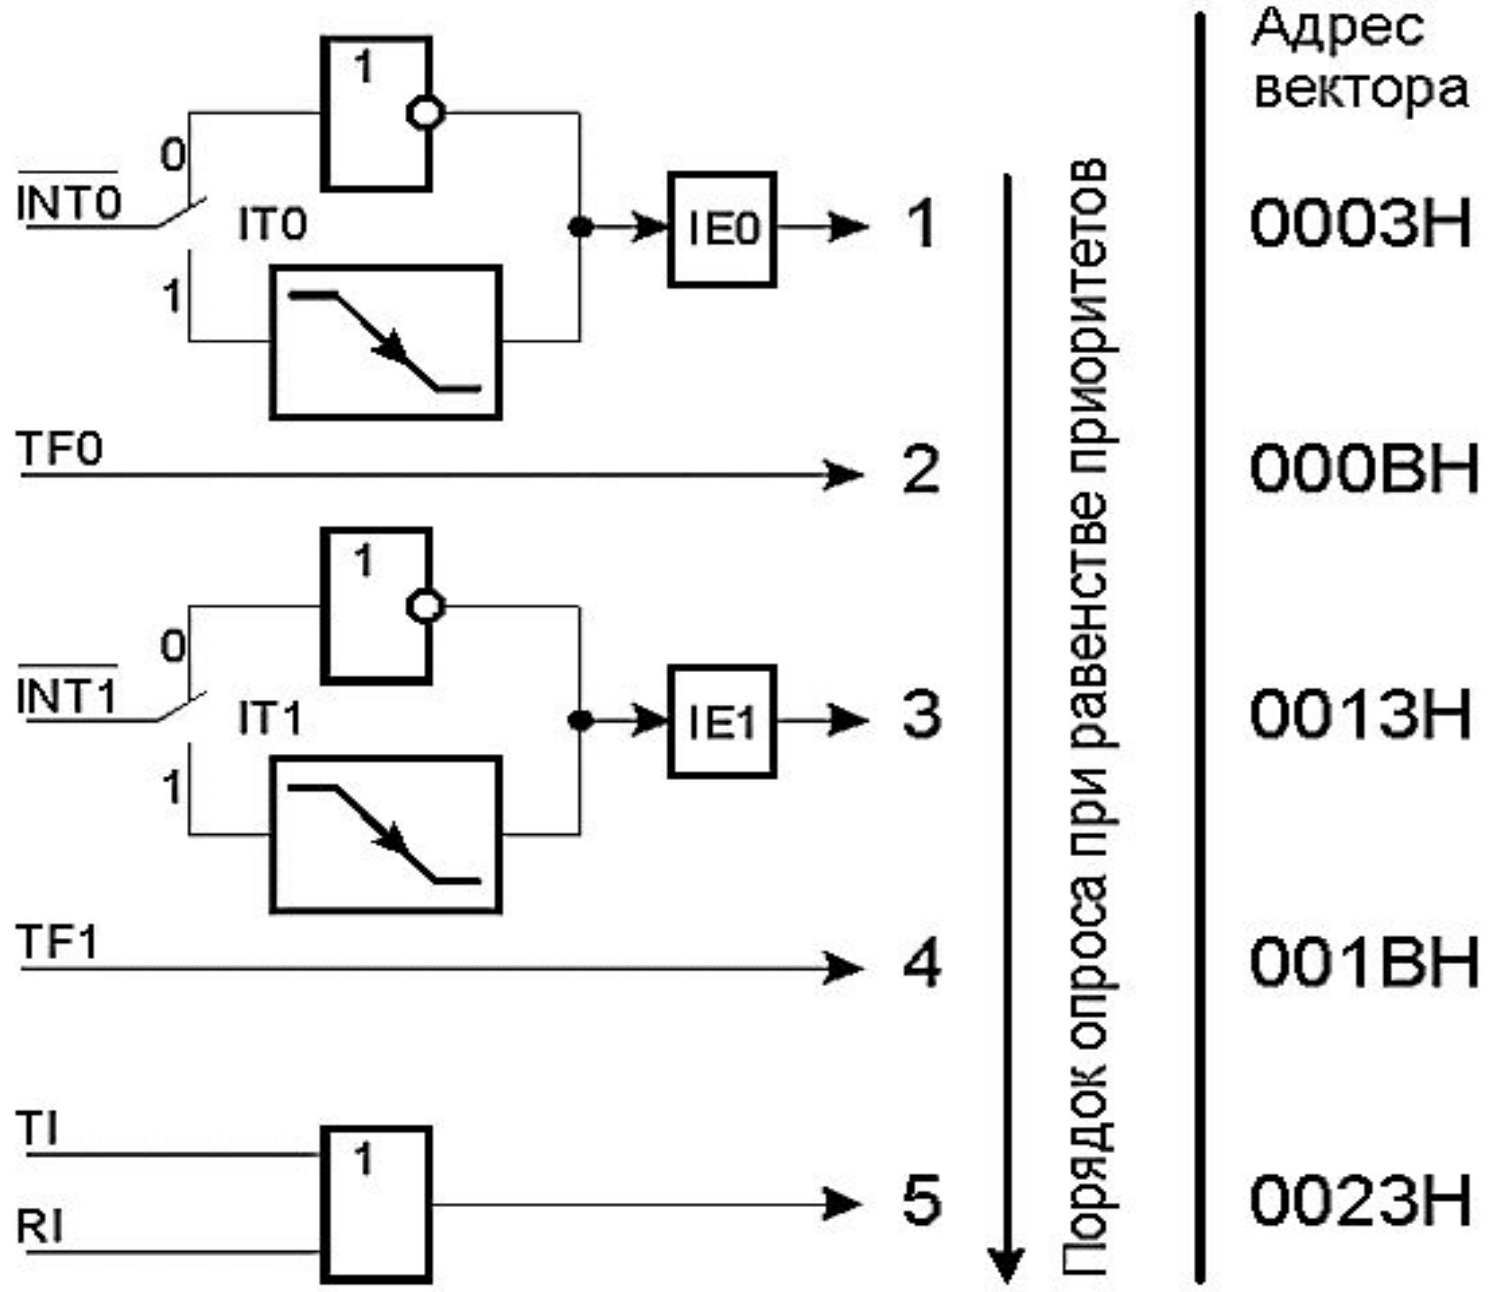 Адрес
вектора
1
0
INT0
IT0
1
IE0
1
0003H
TF0
2
000BH
1
0
INT1
IT1
1
IE1
3
0013H
TF1
4
001BH
TI
RI
1
5
0023H
Порядок опроса при равенстве приоритетов